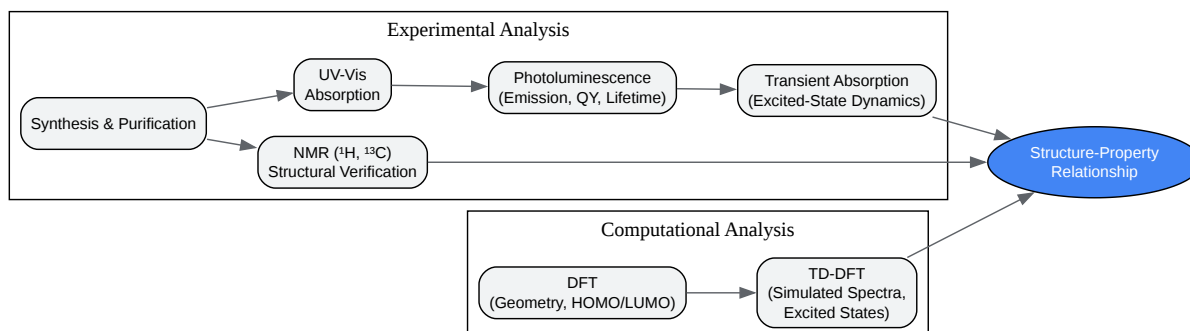 Experimental Analysis
Synthesis & Purification
UV-Vis
Absorption
Photoluminescence
(Emission, QY, Lifetime)
Transient Absorption
(Excited-State Dynamics)
NMR (¹H, ¹³C)
Structural Verification
Structure-Property
Relationship
Computational Analysis
DFT
(Geometry, HOMO/LUMO)
TD-DFT
(Simulated Spectra,
Excited States)